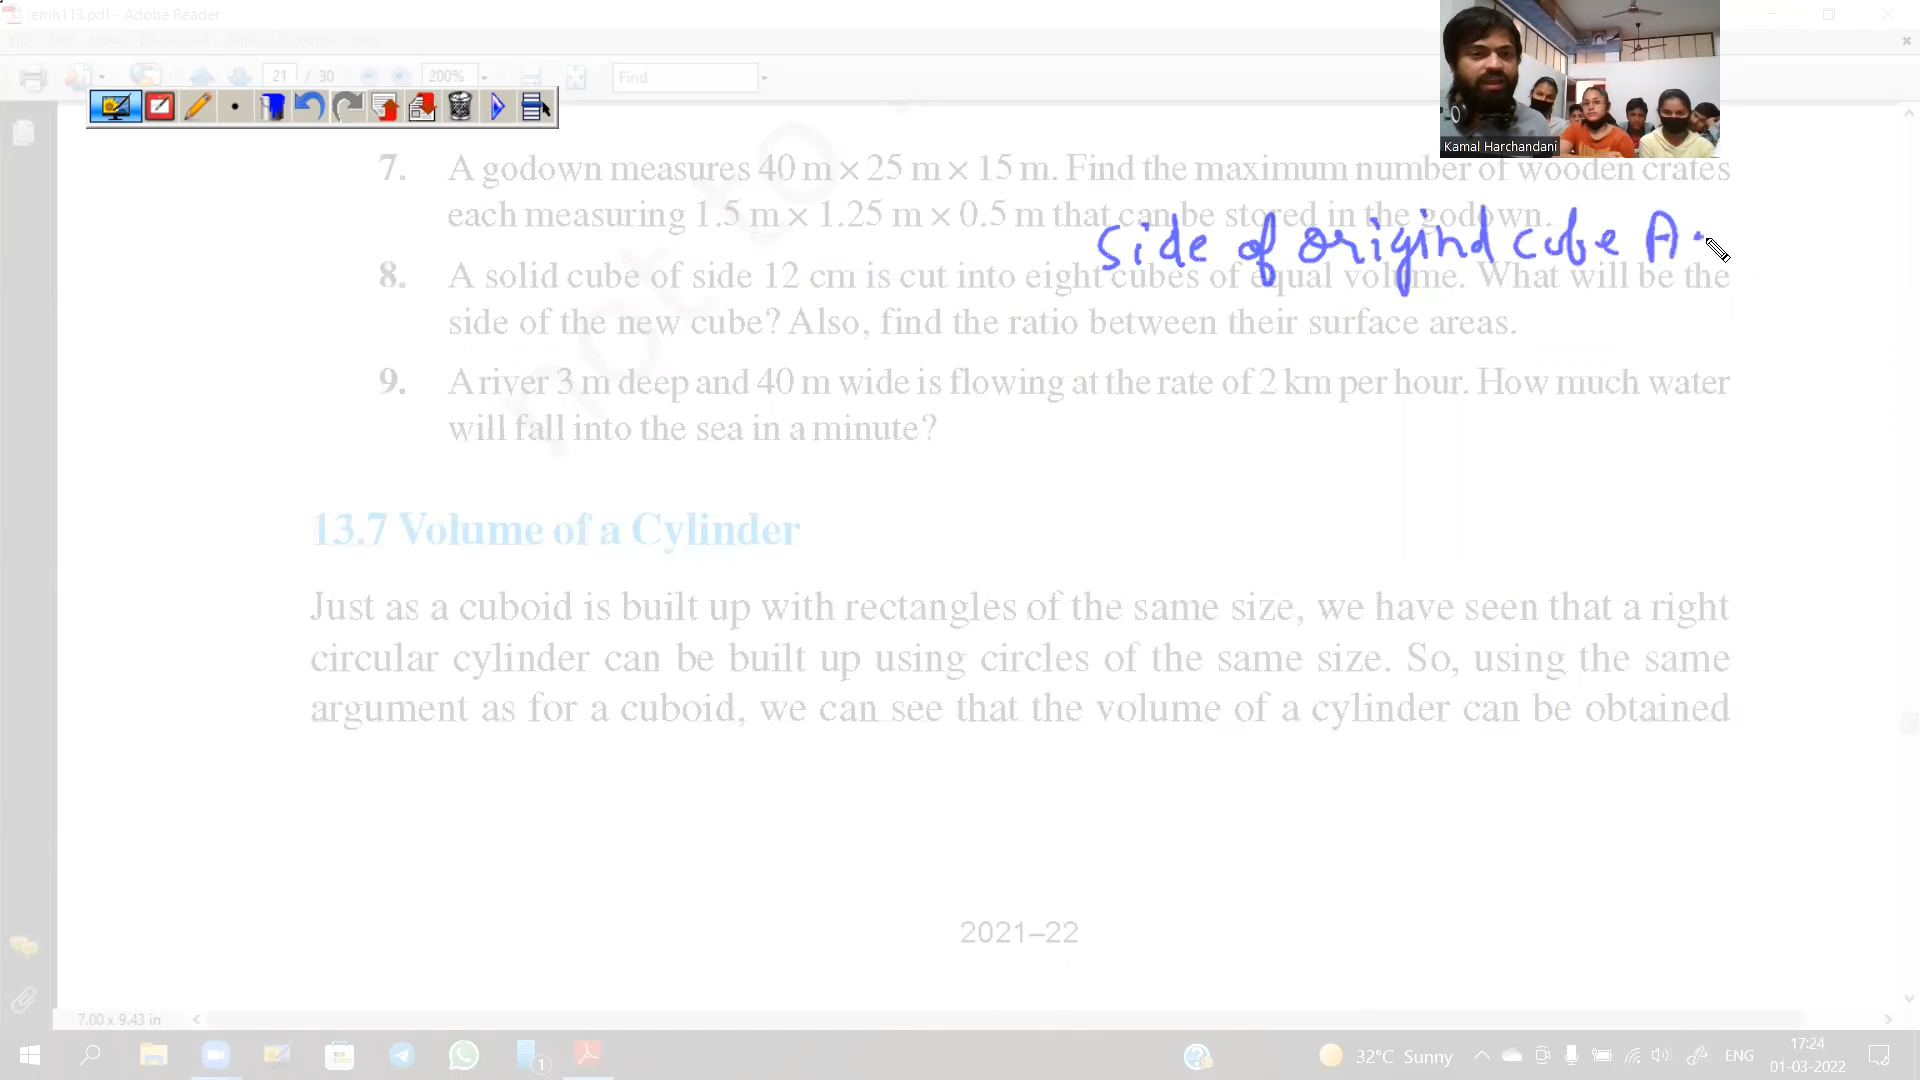 iemh113.pdf - Adobe Reader
21 / 30
200%
Find
Kamal Harchandani
7. A godown measures 40 m × 25 m × 15 m. Find the maximum number of wooden crates
each measuring 1.5 m × 1.25 m × 0.5 m that can be stored in the godown.
side of origind cube A
8. A solid cube of side 12 cm is cut into eight cubes of equal volume. What will be the
side of the new cube? Also, find the ratio between their surface areas.
9. A river 3 m deep and 40 m wide is flowing at the rate of 2 km per hour. How much water
will fall into the sea in a minute?
not to
13.7 Volume of a Cylinder
Just as a cuboid is built up with rectangles of the same size, we have seen that a right
circular cylinder can be built up using circles of the same size. So, using the same
argument as for a cuboid, we can see that the volume of a cylinder can be obtained
2021–22
7.00 x 9.43 in
1
32°C Sunny
ENG
17:24
01-03-2022